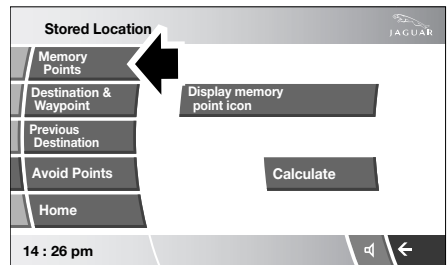 Stored Location
JAGUAR
Memory
Points
Destination &
Waypoint
Display memory
point icon
Previous
Destination
Avoid Points
Calculate
Home
14 : 26 pm